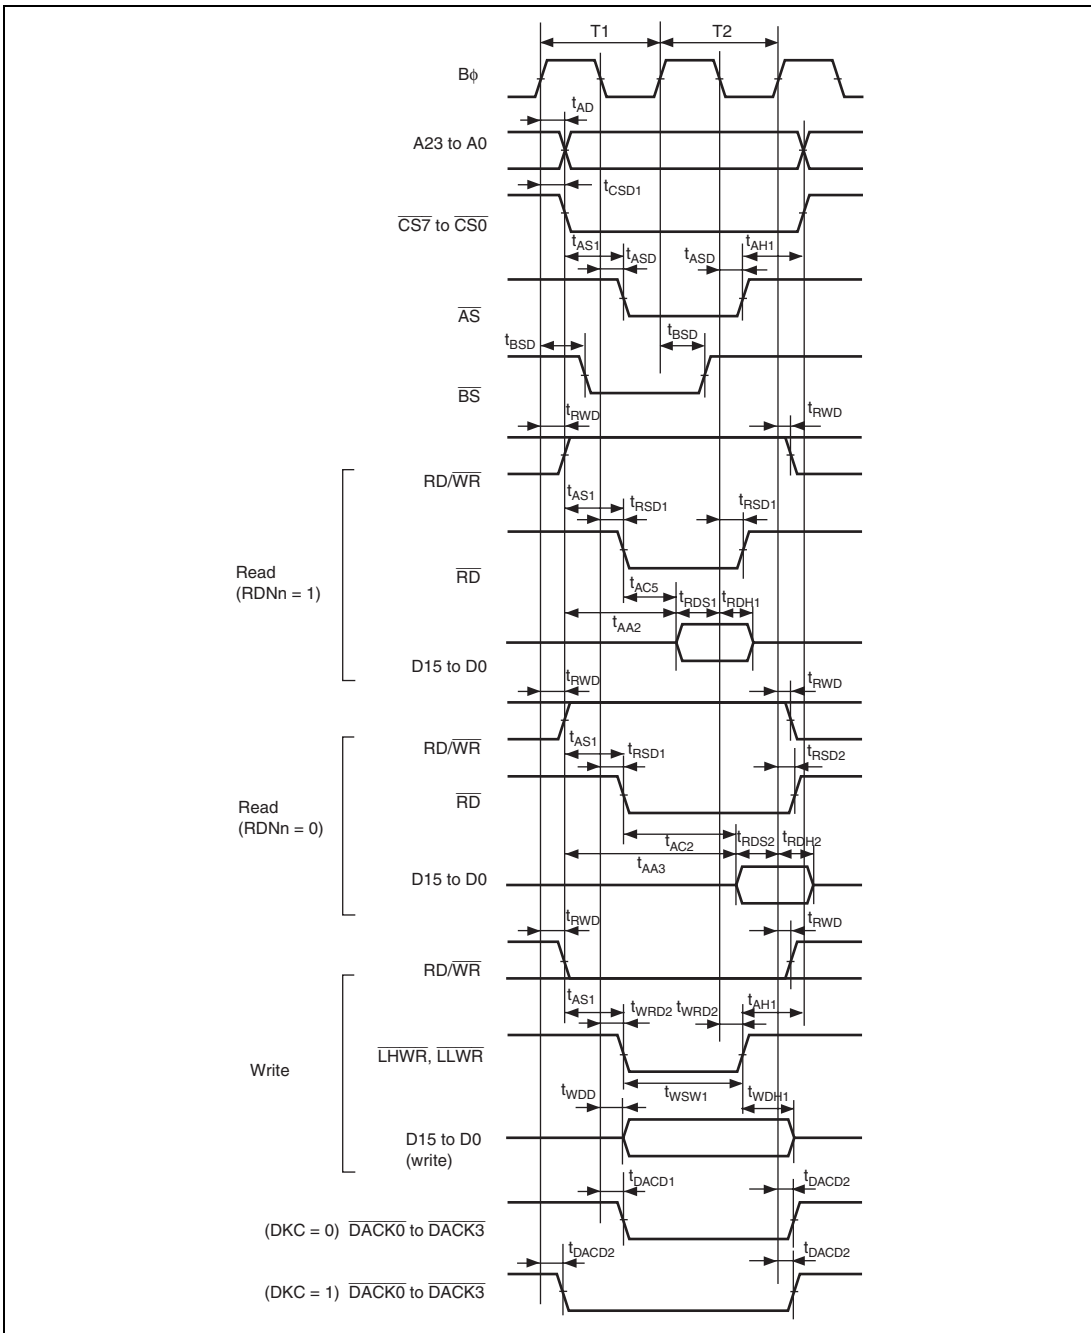 T1 T2
Bφ
tAD
A23 to A0
tCSD1
CS7 to CS0
tAS1 tASD tASD tAH1
AS
tBSD tBSD
BS
tRWD tRWD
RD/WR
tAS1 tRSD1 tRSD1
Read
(RDNn = 1)
RD
tAC5
tRDS1 tRDH1
tAA2
D15 to D0
tRWD tRWD
RD/WR
tAS1 tRSD1 tRSD2
Read
(RDNn = 0)
RD
tAC2 tRDS2 tRDH2
tAA3
D15 to D0
tRWD tRWD
RD/WR
tAS1 tWRD2 tWRD2 tAH1
LHWR, LLWR
Write
tWDD tWSW1 tWDH1
D15 to D0
(write)
tDACD1 tDACD2
(DKC = 0) DACK0 to DACK3
tDACD2 tDACD2
(DKC = 1) DACK0 to DACK3